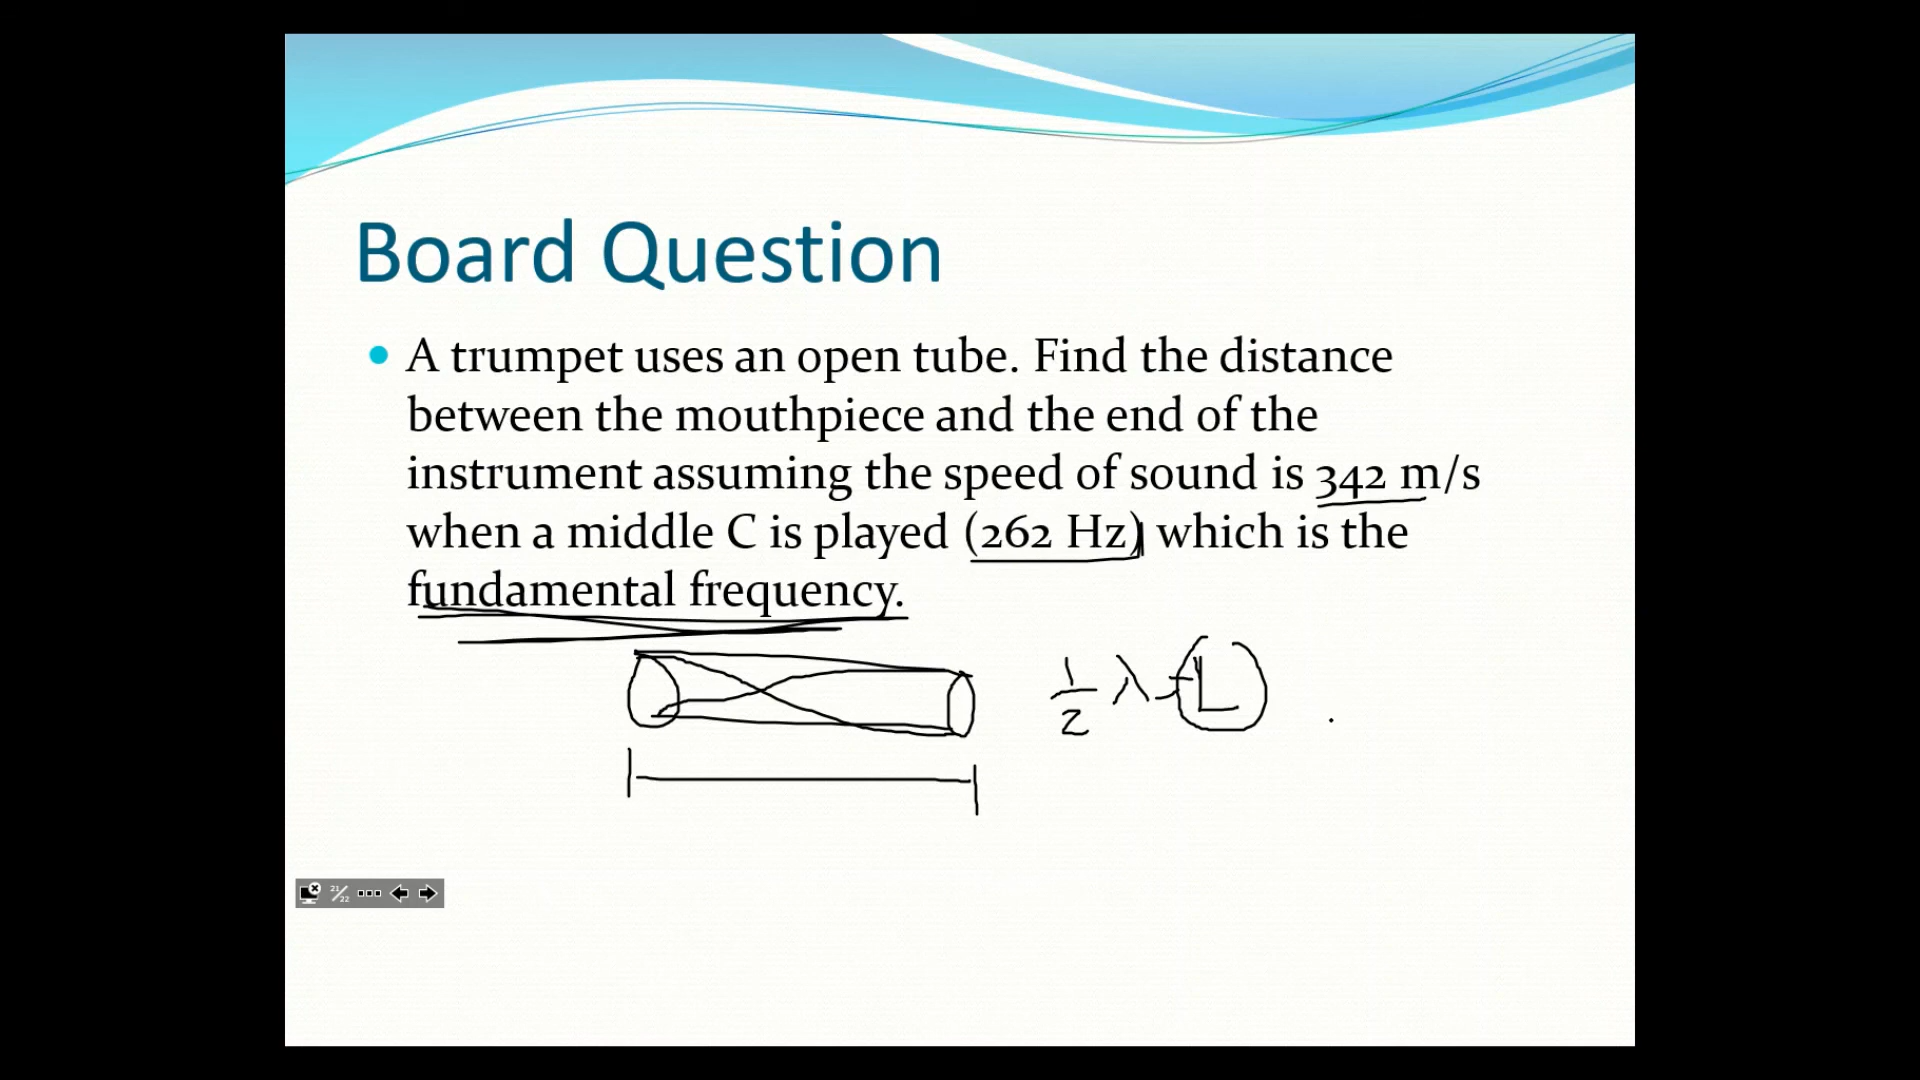 Board Question
• A trumpet uses an open tube. Find the distance
between the mouthpiece and the end of the
instrument assuming the speed of sound is 342 m/s
when a middle C is played (262 Hz) which is the
fundamental frequency.
1/2 λ = L
21/22